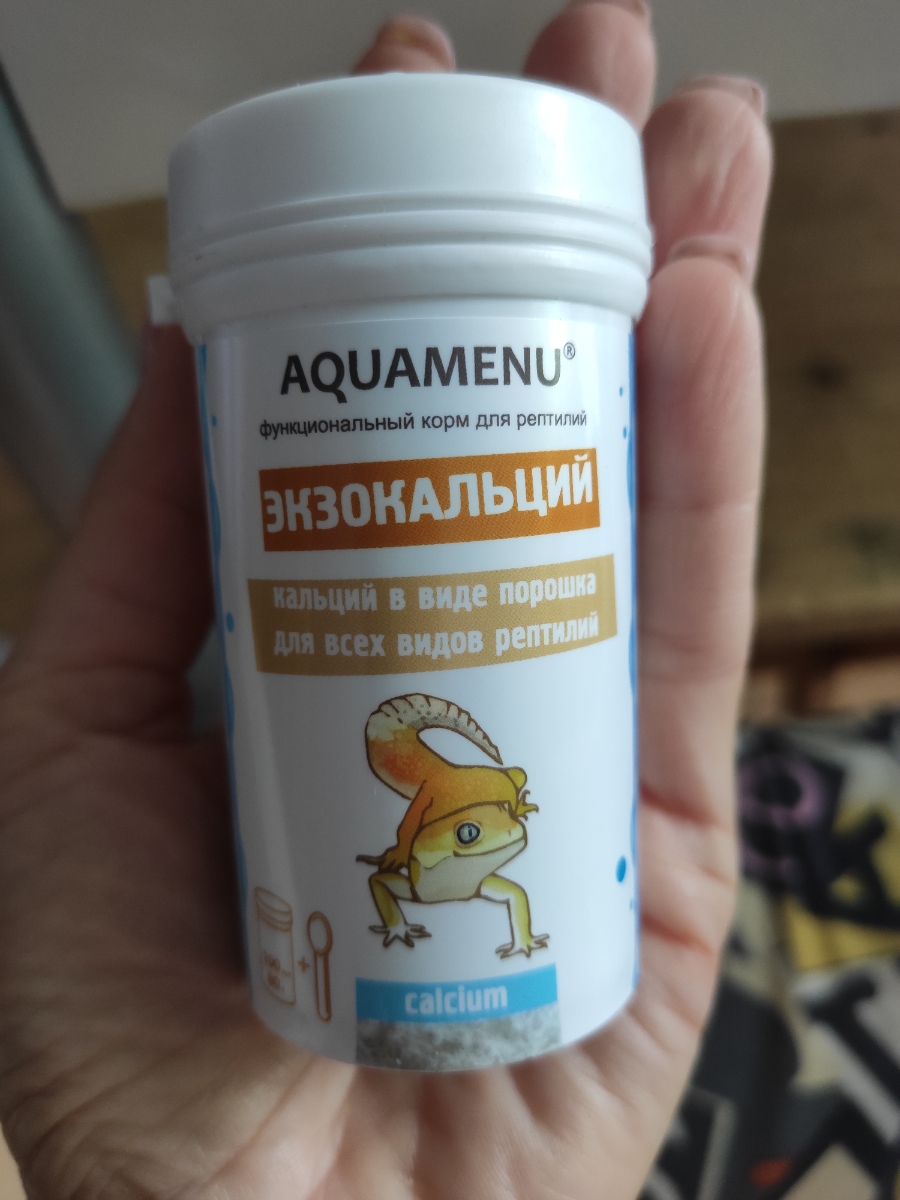 AQUAMENU®
функциональный корм для рептилий
ЭКЗОКАЛЬЦИЙ
кальций в виде порошка
для всех видов рептилий
+
calcium